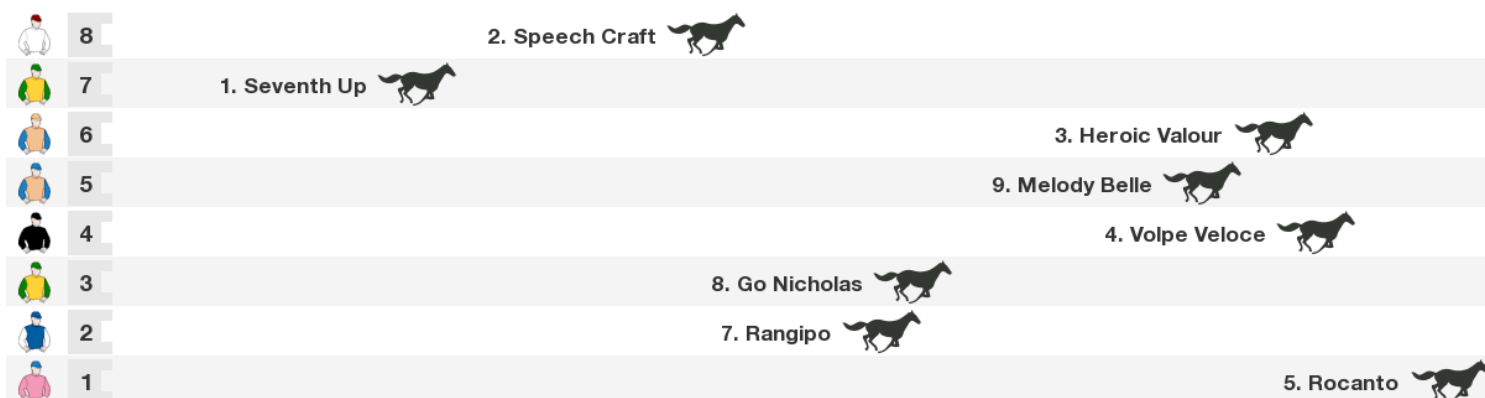 8 2. Speech Craft
7 1. Seventh Up
6 3. Heroic Valour
5 9. Melody Belle
4 4. Volpe Veloce
3 8. Go Nicholas
2 7. Rangipo
1 5. Rocanto